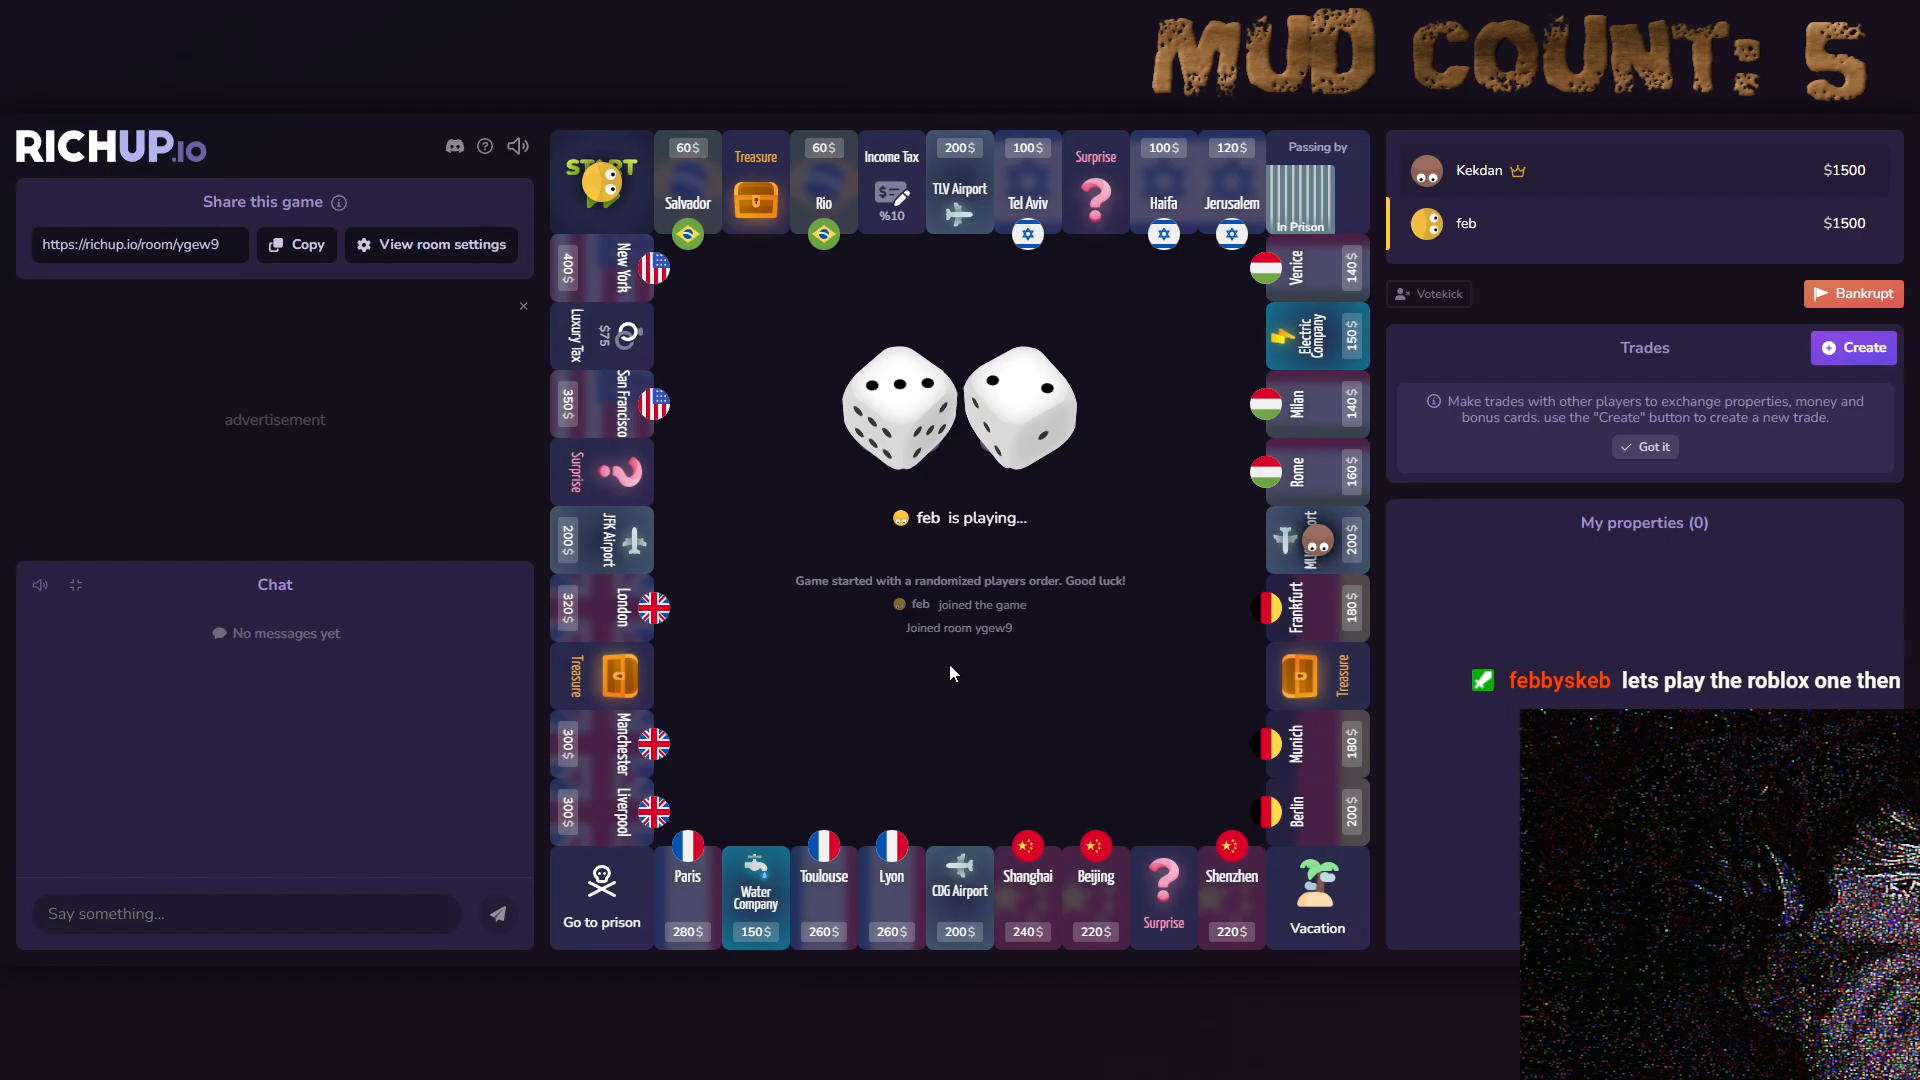 MUD COUNT: 5
RICHUP.IO
Share this game
https://richup.io/room/ygew9
Copy
View room settings
advertisement
Chat
No messages yet
Say something...
START
60$
Salvador
Treasure
60$
Rio
Income Tax
%10
200$
TLV Airport
100$
Tel Aviv
Surprise
100$
Haifa
120$
Jerusalem
Passing by
In Prison
Venice
140$
Electric
Company
150$
Milan
140$
Rome
160$
200$
Frankfurt
180$
Treasure
Munich
180$
Berlin
200$
Vacation
Shenzhen
220$
Surprise
Beijing
220$
Shanghai
240$
CDG Airport
200$
Lyon
260$
Toulouse
260$
Water
Company
150$
Paris
280$
Go to prison
Liverpool
300$
Manchester
300$
Treasure
London
320$
JFK Airport
200$
Surprise
San Francisco
350$
Luxury Tax
$75
New York
400$
feb is playing...
Game started with a randomized players order. Good luck!
feb joined the game
Joined room ygew9
Kekdan
$1500
feb
$1500
Votekick
Bankrupt
Trades
Create
Make trades with other players to exchange properties, money and
bonus cards. use the "Create" button to create a new trade.
Got it
My properties (0)
febbyskeb lets play the roblox one then